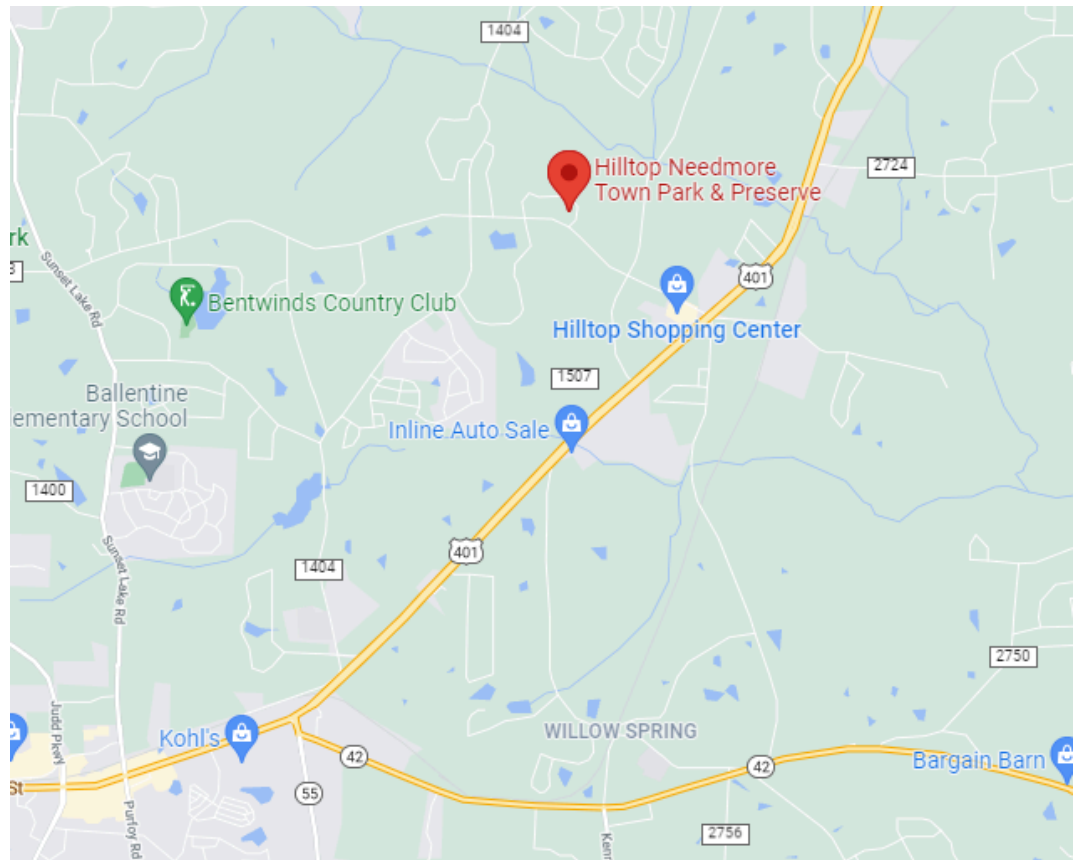 1404
Hilltop Needmore
Town Park & Preserve
2724
rk
3
Sunset Lake Rd
401
Bentwinds Country Club
Hilltop Shopping Center
1507
Ballentine
lementary School
Inline Auto Sale
1400
Sunset Lake Rd
401
1404
2750
Judd Pkwy
Kohl's
WILLOW SPRING
42
42
Bargain Barn
St
55
Purfoy Rd
2756
Kenn